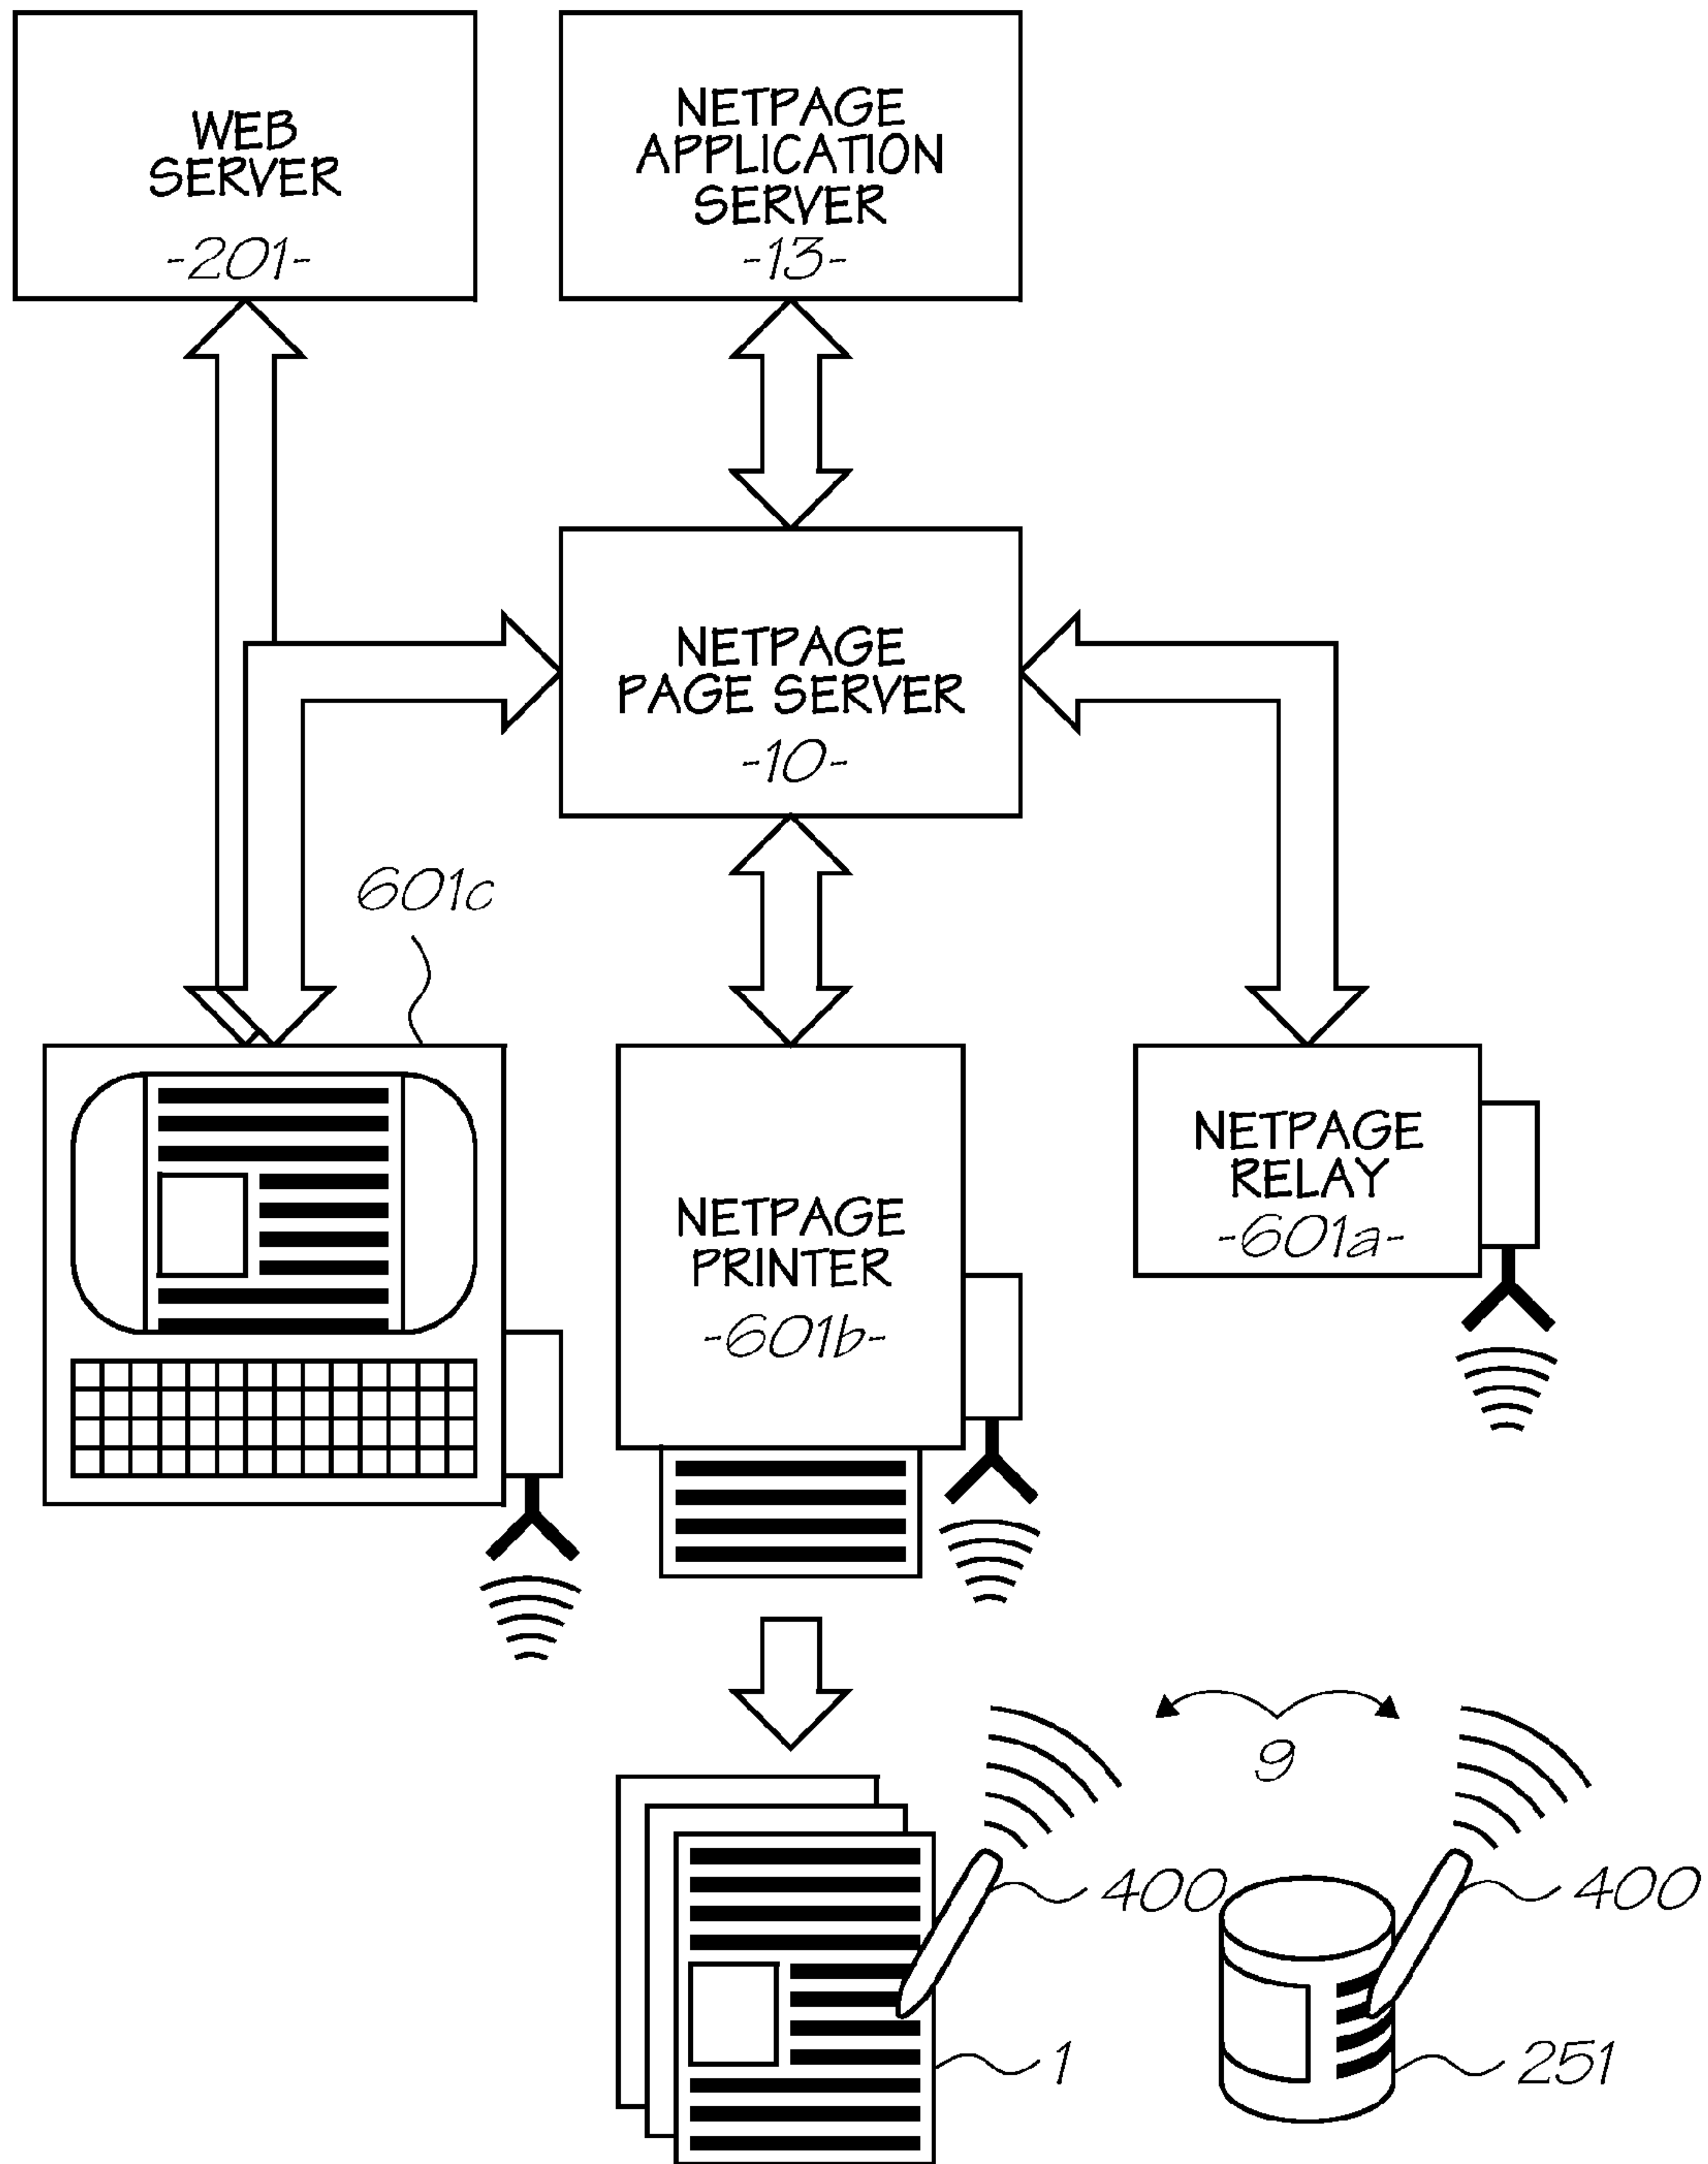 WEB
SERVER
-201-
NETPAGE
APPLICATION
SERVER
-13-
NETPAGE
PAGE SERVER
-10-
601c
NETPAGE
PRINTER
-601b-
NETPAGE
RELAY
-601a-
9
400
400
1
251